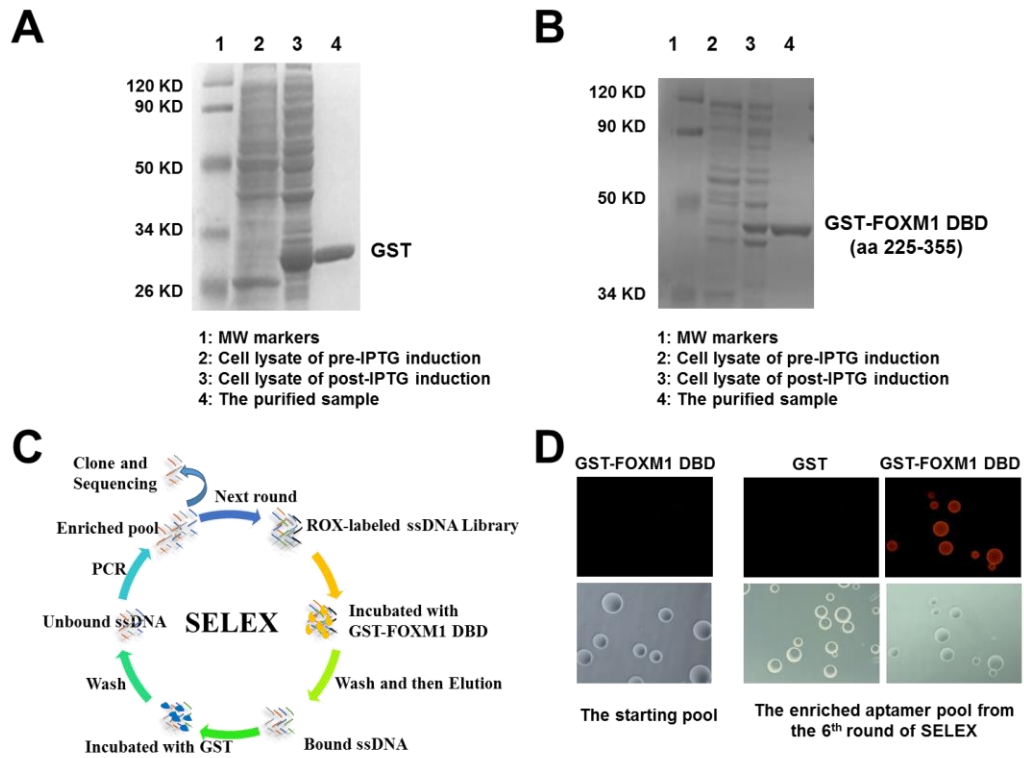 A
1 2 3 4
120 KD
90 KD
50 KD
34 KD
26 KD
GST
1: MW markers
2: Cell lysate of pre-IPTG induction
3: Cell lysate of post-IPTG induction
4: The purified sample
B
1 2 3 4
120 KD
90 KD
50 KD
34 KD
GST-FOXM1 DBD
(aa 225-355)
1: MW markers
2: Cell lysate of pre-IPTG induction
3: Cell lysate of post-IPTG induction
4: The purified sample
C
Clone and
Sequencing
Next round
Enriched pool
ROX-labeled ssDNA Library
PCR
Incubated with
GST-FOXM1 DBD
Unbound ssDNA
SELEX
Wash and then Elution
Wash
Bound ssDNA
Incubated with GST
D
GST-FOXM1 DBD
GST
GST-FOXM1 DBD
The starting pool
The enriched aptamer pool from
the 6th round of SELEX